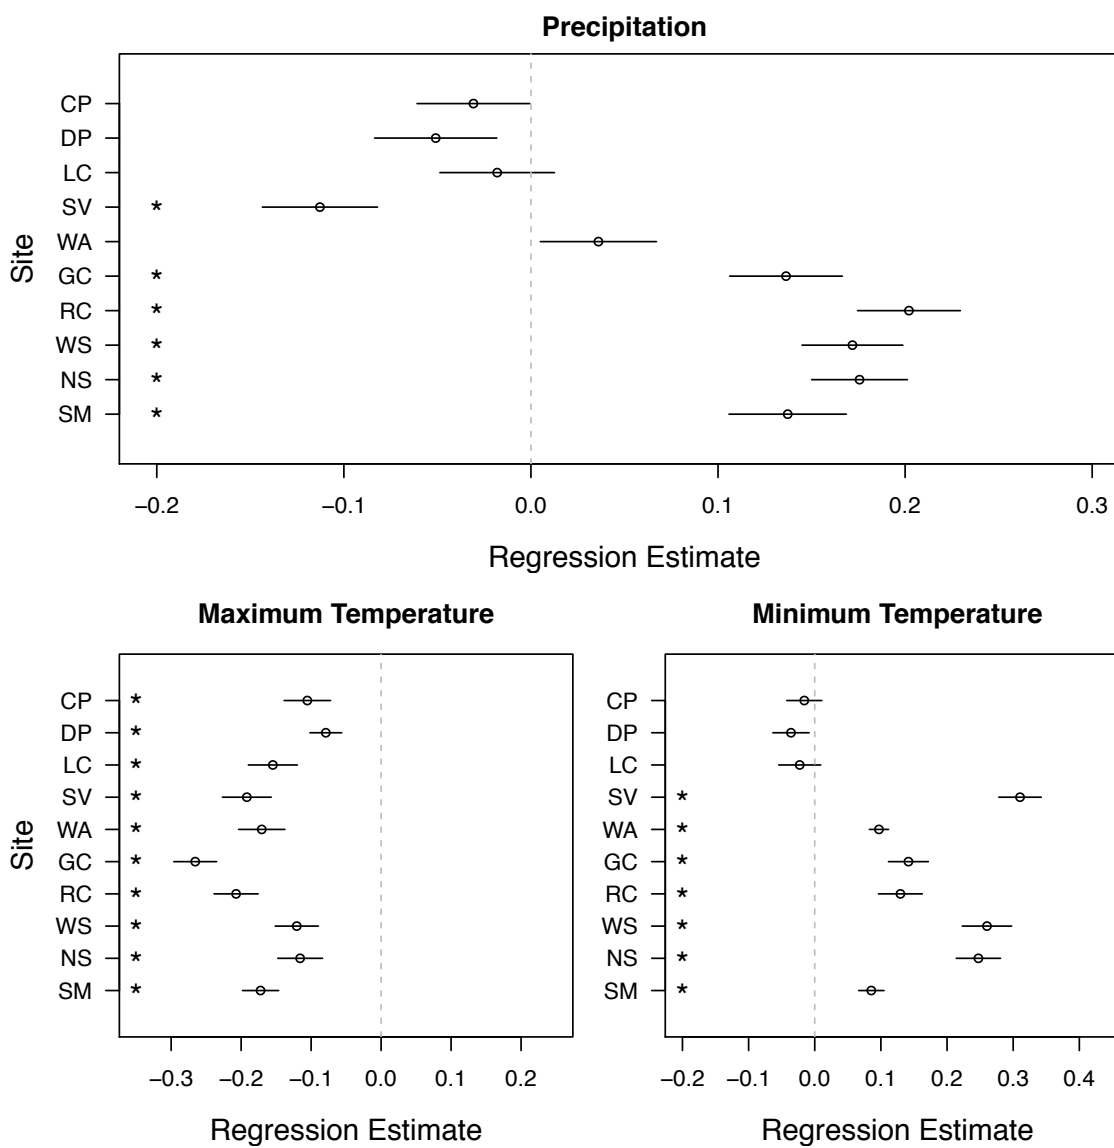 Precipitation
Site
CP
DP
LC
SV *
WA
GC *
RC *
WS *
NS *
SM *
−0.2 −0.1 0.0 0.1 0.2 0.3
Regression Estimate
Maximum Temperature
Site
CP *
DP *
LC *
SV *
WA *
GC *
RC *
WS *
NS *
SM *
−0.3 −0.2 −0.1 0.0 0.1 0.2
Regression Estimate
Minimum Temperature
CP
DP
LC
SV *
WA *
GC *
RC *
WS *
NS *
SM *
−0.2 −0.1 0.0 0.1 0.2 0.3 0.4
Regression Estimate